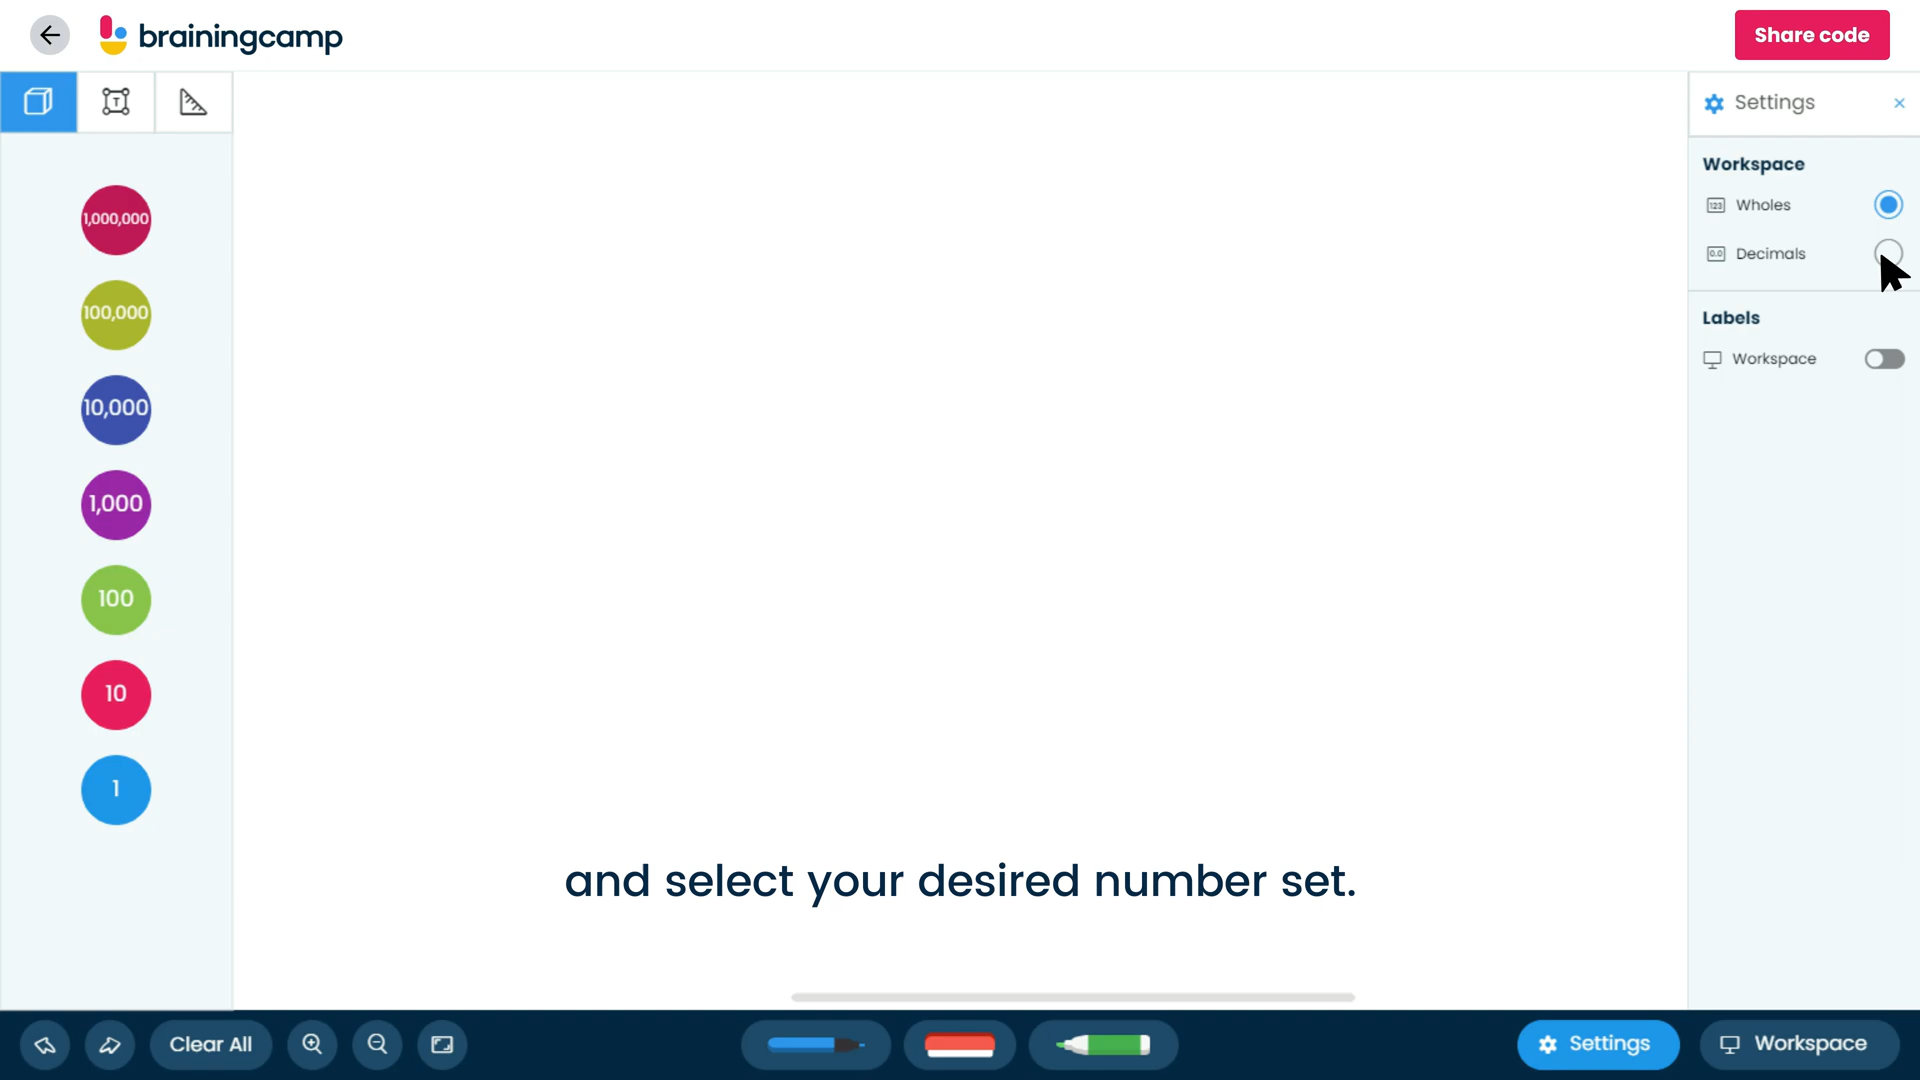 brainingcamp
Share code
Settings
Workspace
Wholes
Decimals
Labels
Workspace
1,000,000
100,000
10,000
1,000
100
10
1
and select your desired number set.
Clear All
Settings
Workspace